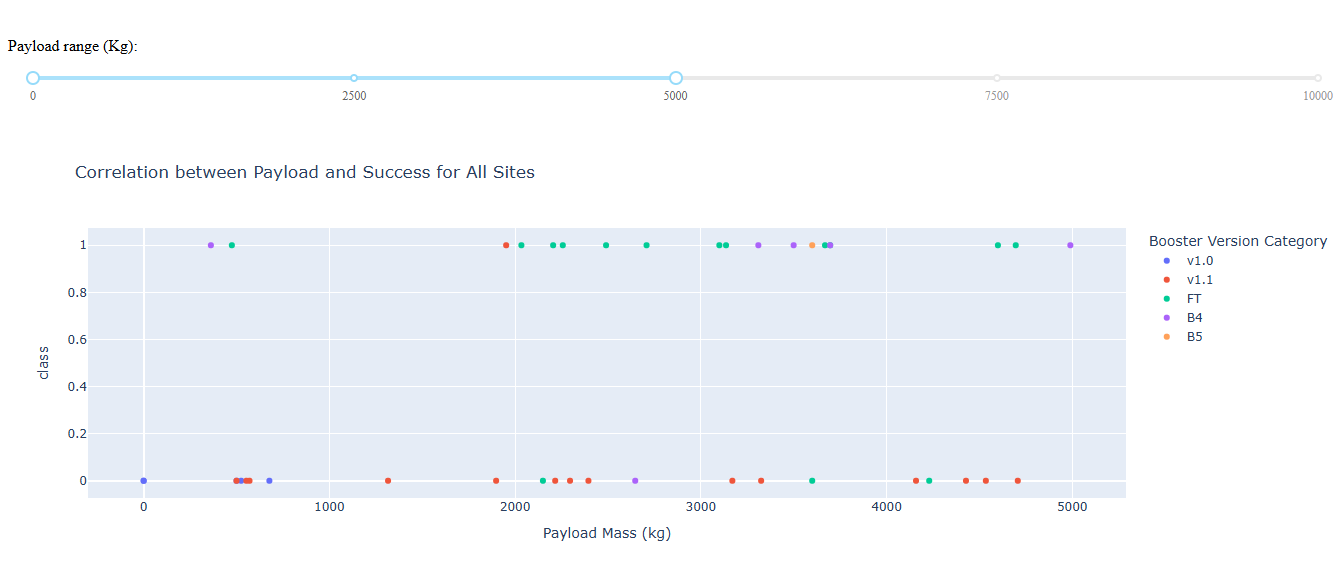 Payload range (Kg):
0 2500 5000 7500 10000
Correlation between Payload and Success for All Sites
1
0.8
0.6
0.4
0.2
0
class
0 1000 2000 3000 4000 5000
Payload Mass (kg)
Booster Version Category
v1.0
v1.1
FT
B4
B5